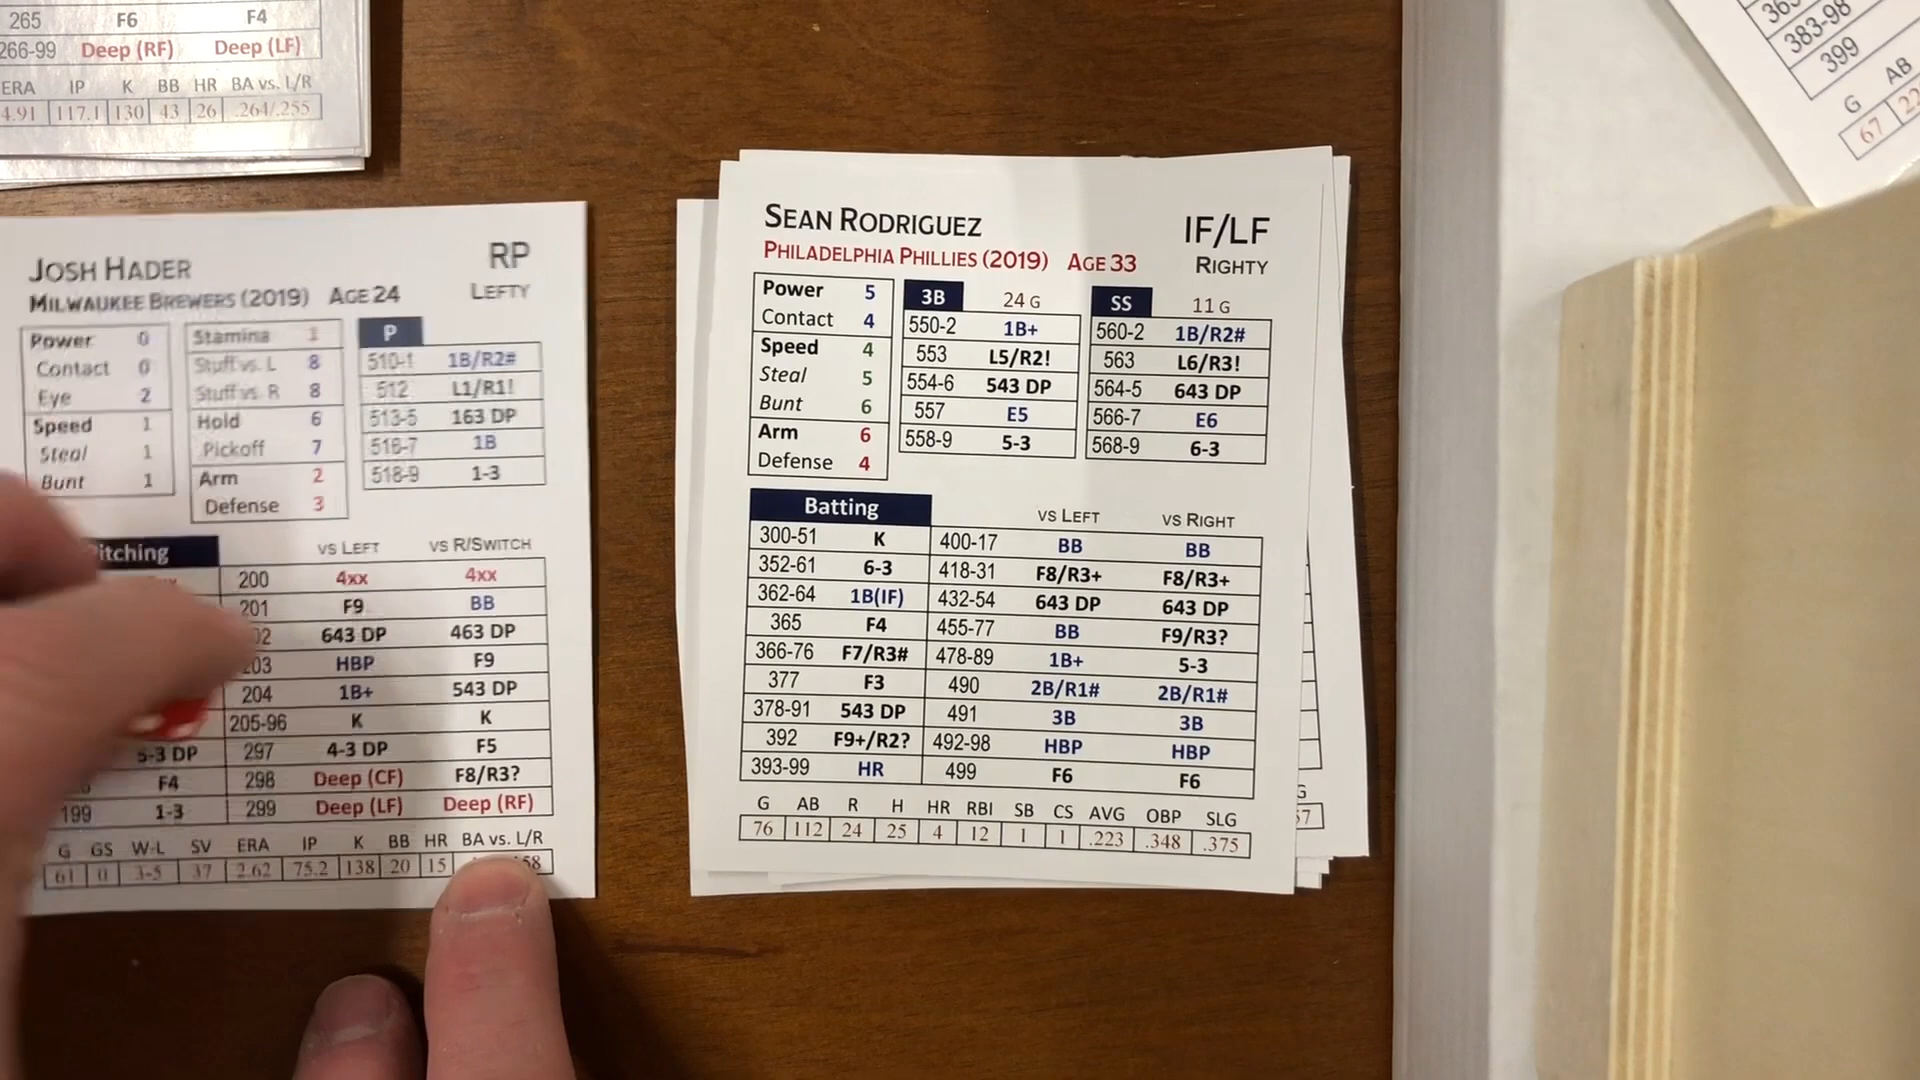 265 F6 F4
266-99 Deep (RF) Deep (LF)
ERA IP K BB HR BA vs. L/R
4.91 117.1 130 43 26 .264/.255
JOSH HADER RP
MILWAUKEE BREWERS (2019) AGE 24 LEFTY
Power 0 Stamina 1 P
Contact 0 Stuff vs. L 8 510-1 1B/R2#
Eye 2 Stuff vs. R 8 512 L1/R1!
Speed 1 Hold 6 513-5 163 DP
Steal 1 Pickoff 7 516-7 1B
Bunt 1 Arm 2 518-9 1-3
Defense 3
itching VS LEFT VS R/SWITCH
200 4xx 4xx
201 F9 BB
02 643 DP 463 DP
203 HBP F9
204 1B+ 543 DP
205-96 K K
5-3 DP 297 4-3 DP F5
F4 298 Deep (CF) F8/R3?
199 1-3 299 Deep (LF) Deep (RF)
G GS W-L SV ERA IP K BB HR BA vs. L/R
61 0 3-5 37 2.62 75.2 138 20 15 58
SEAN RODRIGUEZ IF/LF
PHILADELPHIA PHILLIES (2019) AGE 33 RIGHTY
Power 5 3B 24 G SS 11 G
Contact 4 550-2 1B+ 560-2 1B/R2#
Speed 4 553 L5/R2! 563 L6/R3!
Steal 5 554-6 543 DP 564-5 643 DP
Bunt 6 557 E5 566-7 E6
Arm 6 558-9 5-3 568-9 6-3
Defense 4
Batting VS LEFT VS RIGHT
300-51 K 400-17 BB BB
352-61 6-3 418-31 F8/R3+ F8/R3+
362-64 1B(IF) 432-54 643 DP 643 DP
365 F4 455-77 BB F9/R3?
366-76 F7/R3# 478-89 1B+ 5-3
377 F3 490 2B/R1# 2B/R1#
378-91 543 DP 491 3B 3B
392 F9+/R2? 492-98 HBP HBP
393-99 HR 499 F6 F6
G AB R H HR RBI SB CS AVG OBP SLG
76 112 24 25 4 12 1 1 .223 .348 .375
G
57
383-98
399
G AB
67